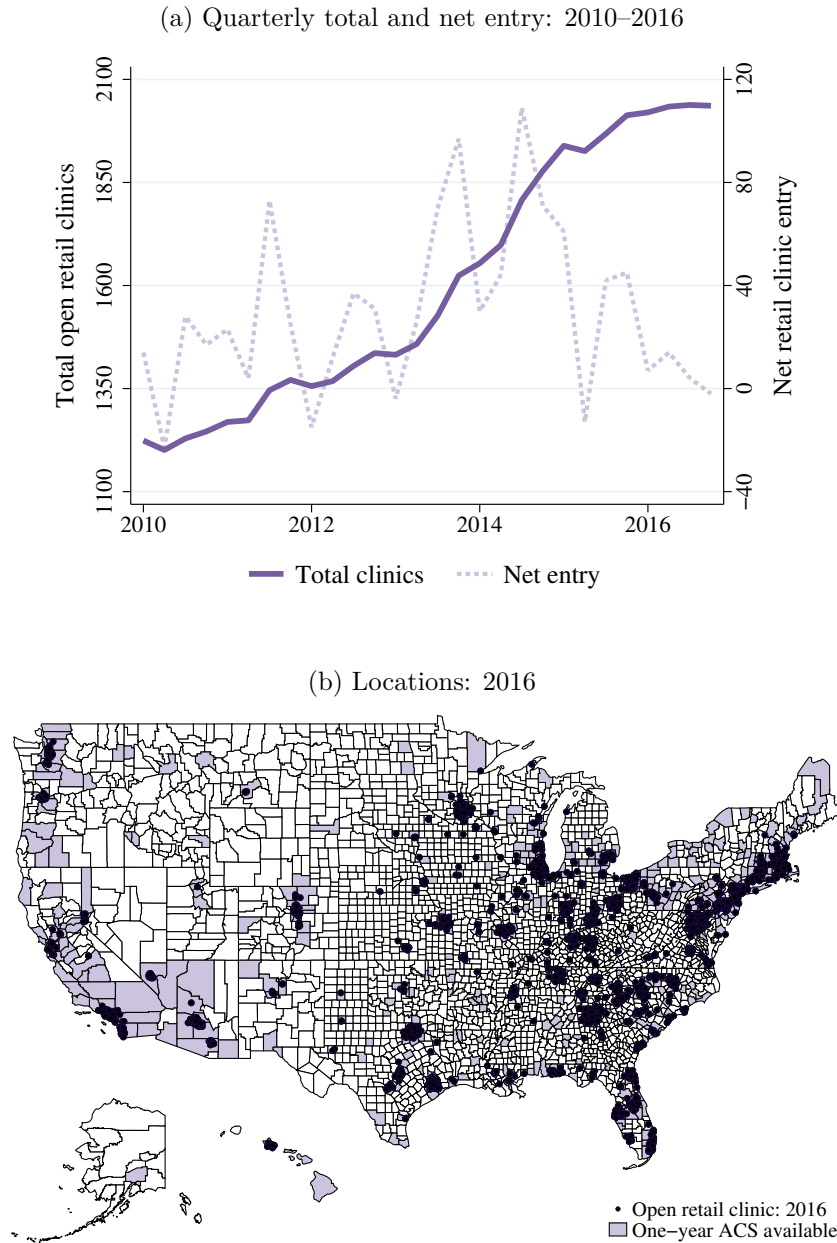 (a) Quarterly total and net entry: 2010–2016
Total open retail clinics
2100
1850
1600
1350
1100
Net retail clinic entry
120
80
40
0
−40
2010 2012 2014 2016
Total clinics Net entry
(b) Locations: 2016
Open retail clinic: 2016
One−year ACS available